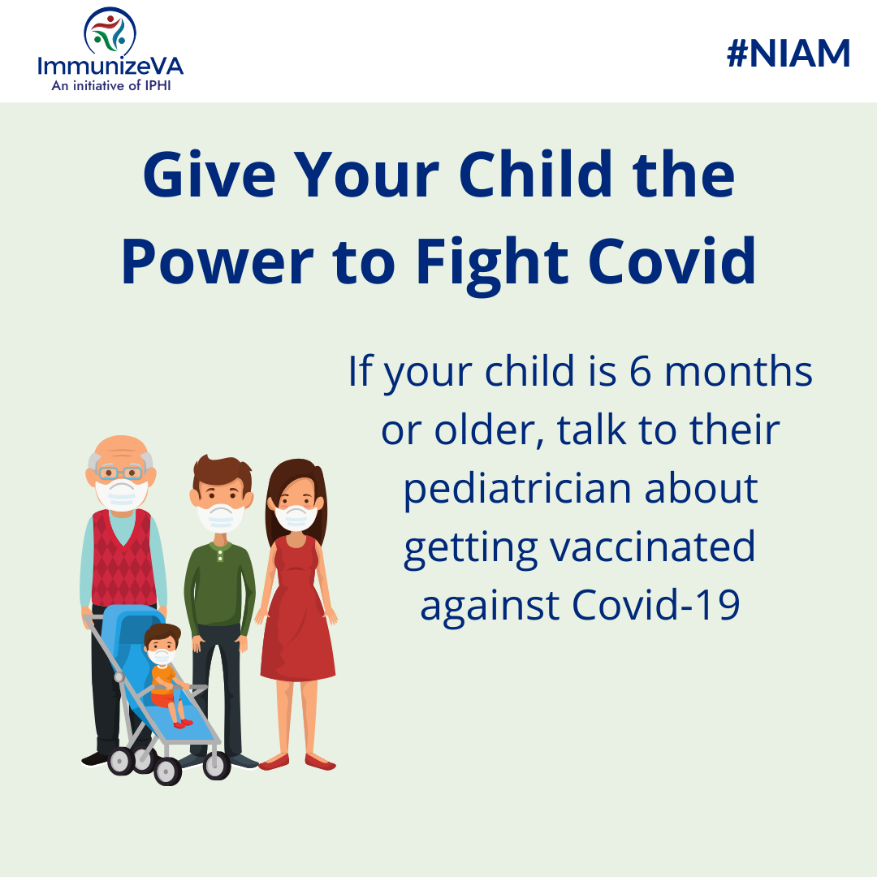 ImmunizeVA
An initiative of IPHI
#NIAM
Give Your Child the
Power to Fight Covid
If your child is 6 months
or older, talk to their
pediatrician about
getting vaccinated
against Covid-19